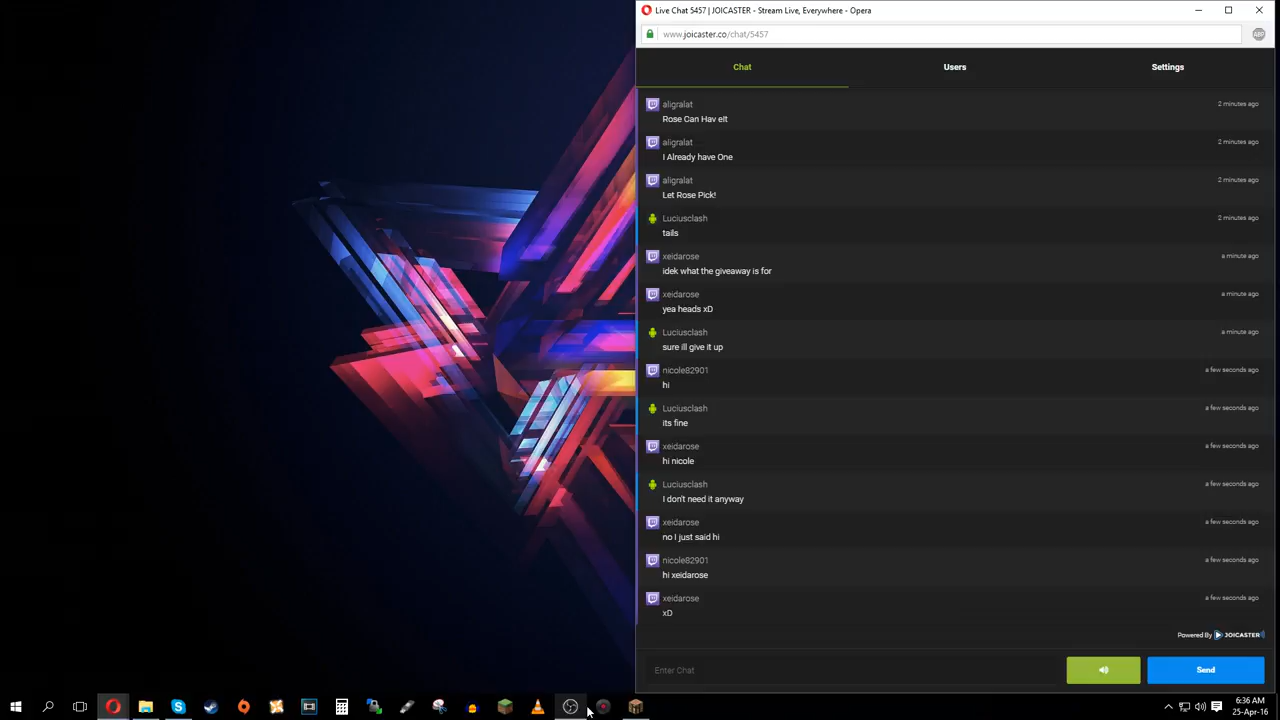 Live Chat 5457 | JOICASTER - Stream Live, Everywhere - Opera
www.joicaster.co/chat/5457
ABP
Chat
Users
Settings
aligralat
2 minutes ago
Rose Can Hav eIt
aligralat
2 minutes ago
I Already have One
aligralat
2 minutes ago
Let Rose Pick!
Luciusclash
2 minutes ago
tails
xeidarose
a minute ago
idek what the giveaway is for
xeidarose
a minute ago
yea heads xD
Luciusclash
a minute ago
sure ill give it up
nicole82901
a few seconds ago
hi
Luciusclash
a few seconds ago
its fine
xeidarose
a few seconds ago
hi nicole
Luciusclash
a few seconds ago
I don't need it anyway
xeidarose
a few seconds ago
no I just said hi
nicole82901
a few seconds ago
hi xeidarose
xeidarose
a few seconds ago
xD
Powered By JOICASTER
Enter Chat
Send
6:36 AM
25-Apr-16